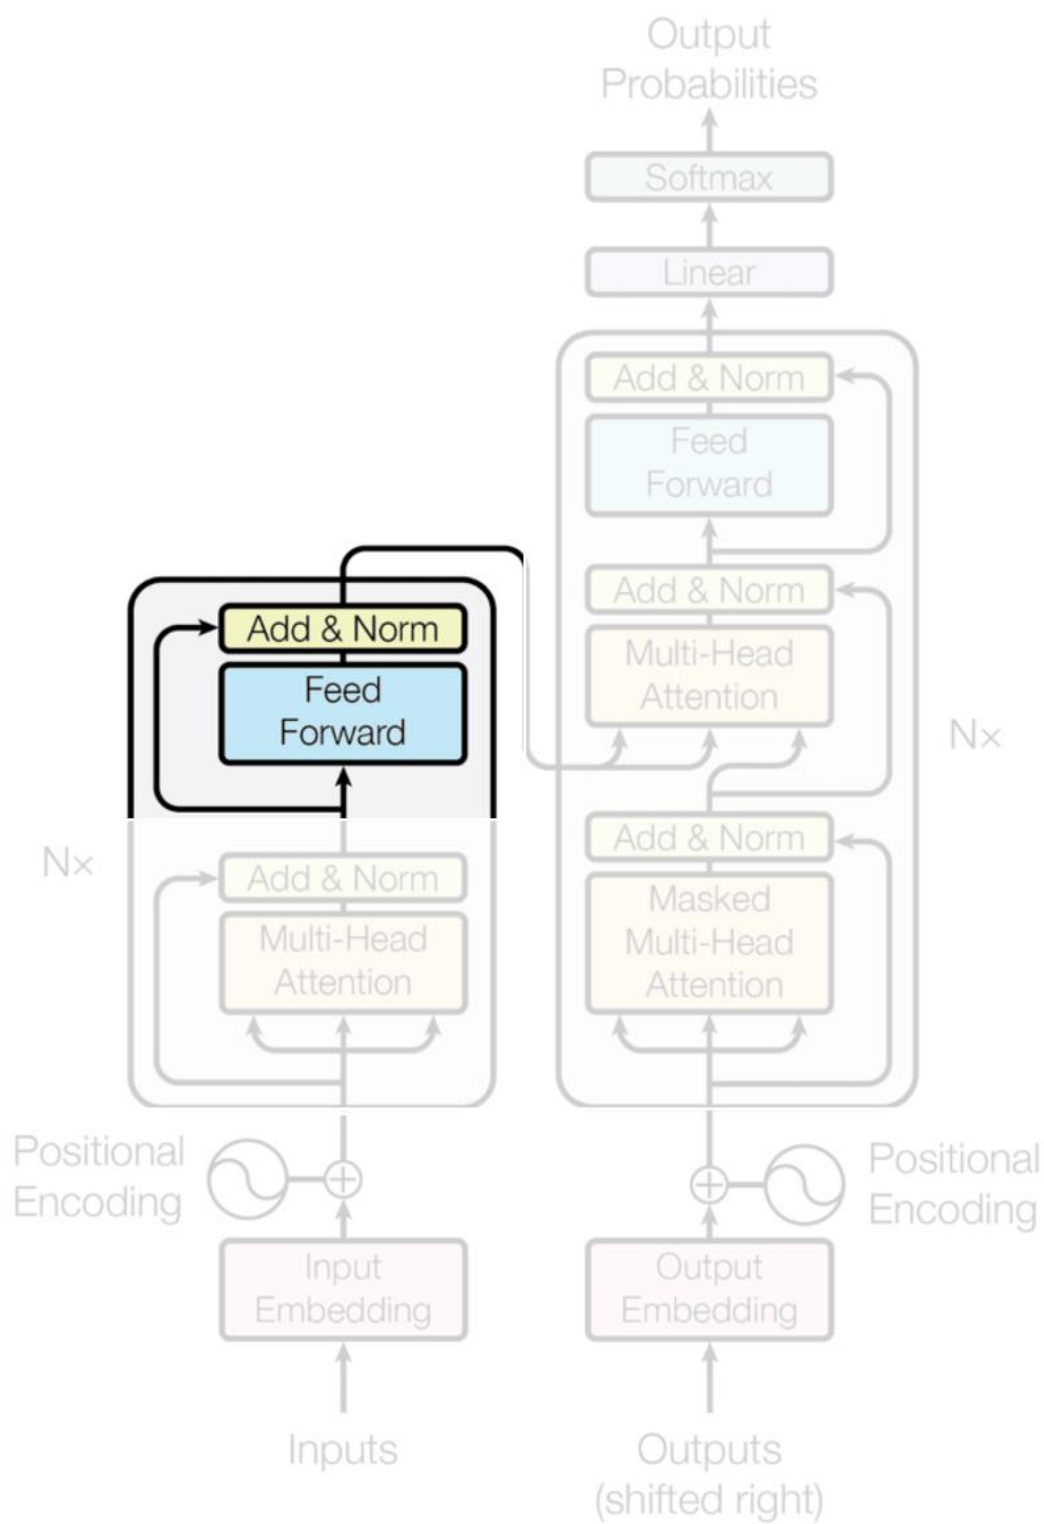 Output
Probabilities
Softmax
Linear
Add & Norm
Feed
Forward
Add & Norm
Multi-Head
Attention
Add & Norm
Masked
Multi-Head
Attention
N×
Add & Norm
Feed
Forward
N×
Add & Norm
Multi-Head
Attention
Positional
Encoding
Positional
Encoding
Input
Embedding
Output
Embedding
Inputs
Outputs
(shifted right)